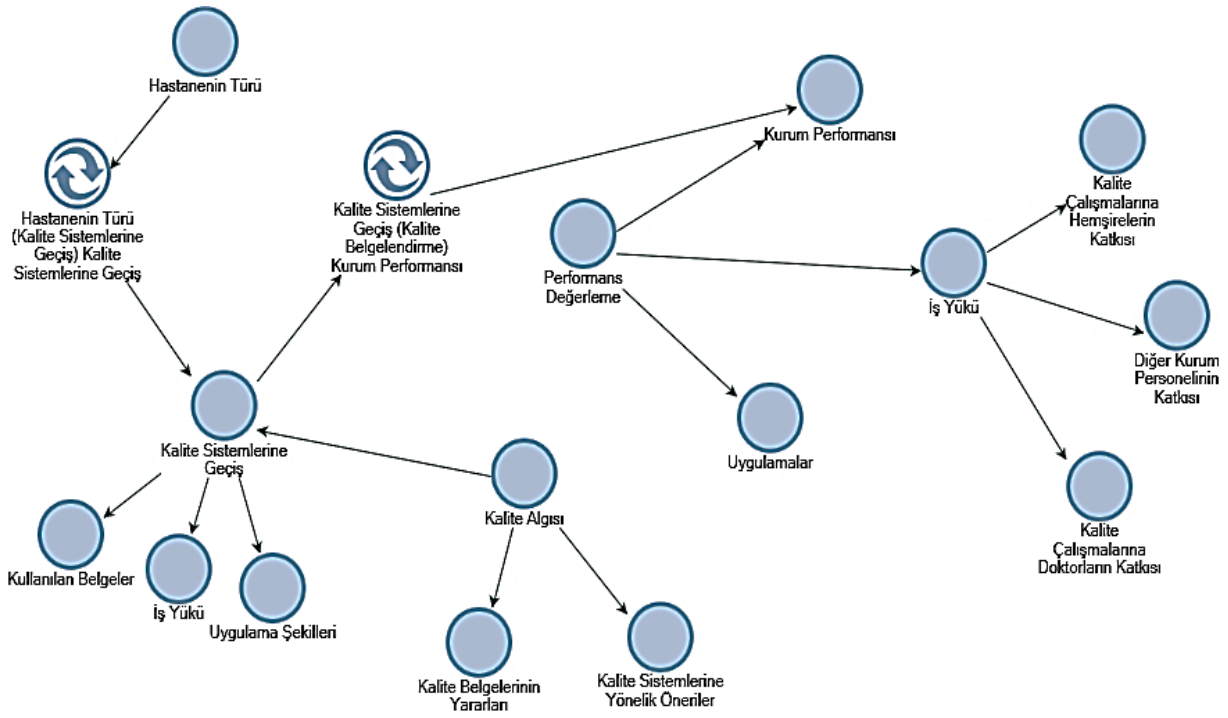 Hastanenin Türü
Kurum Performansı
Kalite
Çalışmalarına
Hemşirelerin
Katkısı
Hastanenin Türü
(Kalite Sistemlerine
Geçiş) Kalite
Sistemlerine Geçiş
Kalite Sistemlerine
Geçiş (Kalite
Belgelendirme)
Kurum Performansı
Performans
Değerleme
İş Yükü
Diğer Kurum
Personelinin
Katkısı
Kalite Sistemlerine
Geçiş
Uygulamalar
Kalite Algısı
Kalite
Çalışmalarına
Doktorların Katkısı
Kullanılan Belgeler
İş Yükü
Uygulama Şekilleri
Kalite Belgelerinin
Yararları
Kalite Sistemlerine
Yönelik Öneriler